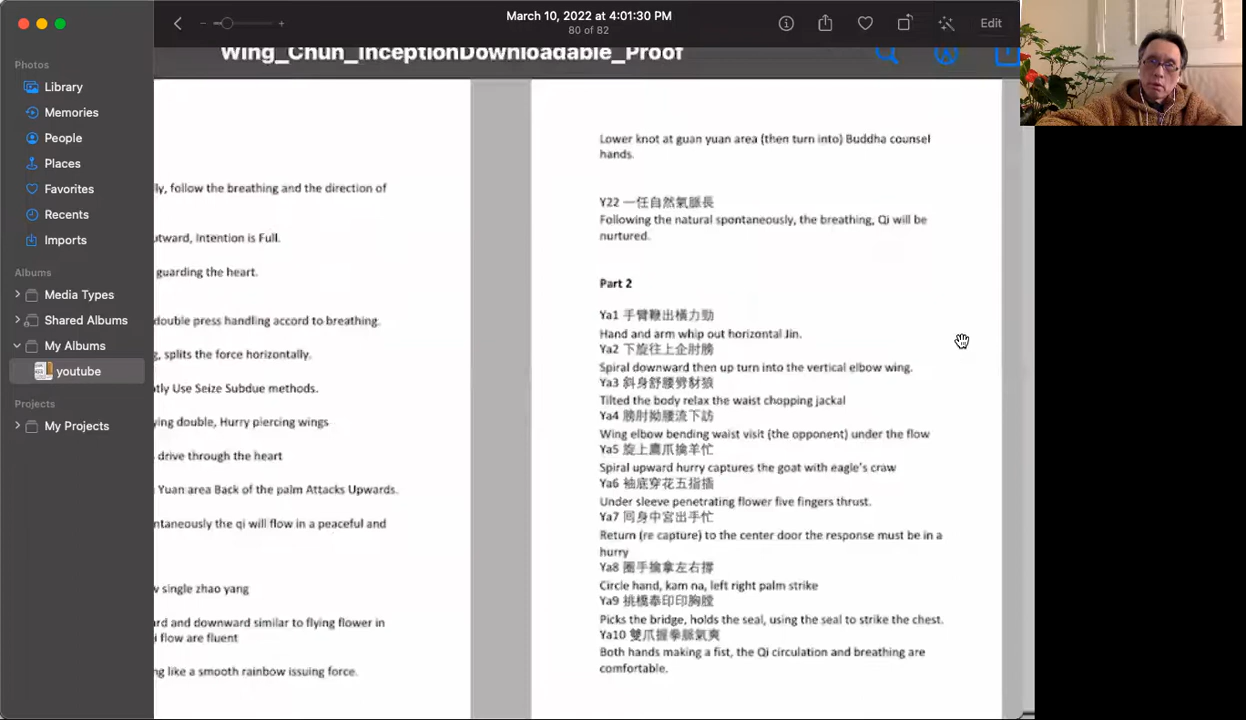 March 10, 2022 at 4:01:30 PM
80 of 82
Edit
Photos
Library
Memories
People
Places
Favorites
Recents
Imports
Albums
Media Types
Shared Albums
My Albums
youtube
Projects
My Projects
Wing_Chun_InceptionDownloadable_Proof
ly, follow the breathing and the direction of
utward, Intention is Full.
guarding the heart.
double press handling accord to breathing.
g, splits the force horizontally.
tly Use Seize Subdue methods.
ying double, Hurry piercing wings
drive through the heart
Yuan area Back of the palm Attacks Upwards.
ntaneously the qi will flow in a peaceful and
w single zhao yang
rd and downward similar to flying flower in
i flow are fluent
ng like a smooth rainbow issuing force.
Lower knot at guan yuan area (then turn into) Buddha counsel
hands.
Y22 一任自然氣脈長
Following the natural spontaneously, the breathing, Qi will be
nurtured.
Part 2
Ya1 手臂鞭出橫力勁
Hand and arm whip out horizontal Jin.
Ya2 下旋往上企肘膀
Spiral downward then up turn into the vertical elbow wing.
Ya3 斜身舒腰劈豺狼
Tilted the body relax the waist chopping jackal
Ya4 膀肘拗腰流下訪
Wing elbow bending waist visit (the opponent) under the flow
Ya5 旋上鷹爪擒羊忙
Spiral upward hurry captures the goat with eagle's craw
Ya6 袖底穿花五指插
Under sleeve penetrating flower five fingers thrust.
Ya7 回身中宮出手忙
Return (re capture) to the center door the response must be in a
hurry
Ya8 圈手擒拿左右撐
Circle hand, kam na, left right palm strike
Ya9 挑橋奉印印胸膛
Picks the bridge, holds the seal, using the seal to strike the chest.
Ya10 雙爪握拳脈氣爽
Both hands making a fist, the Qi circulation and breathing are
comfortable.